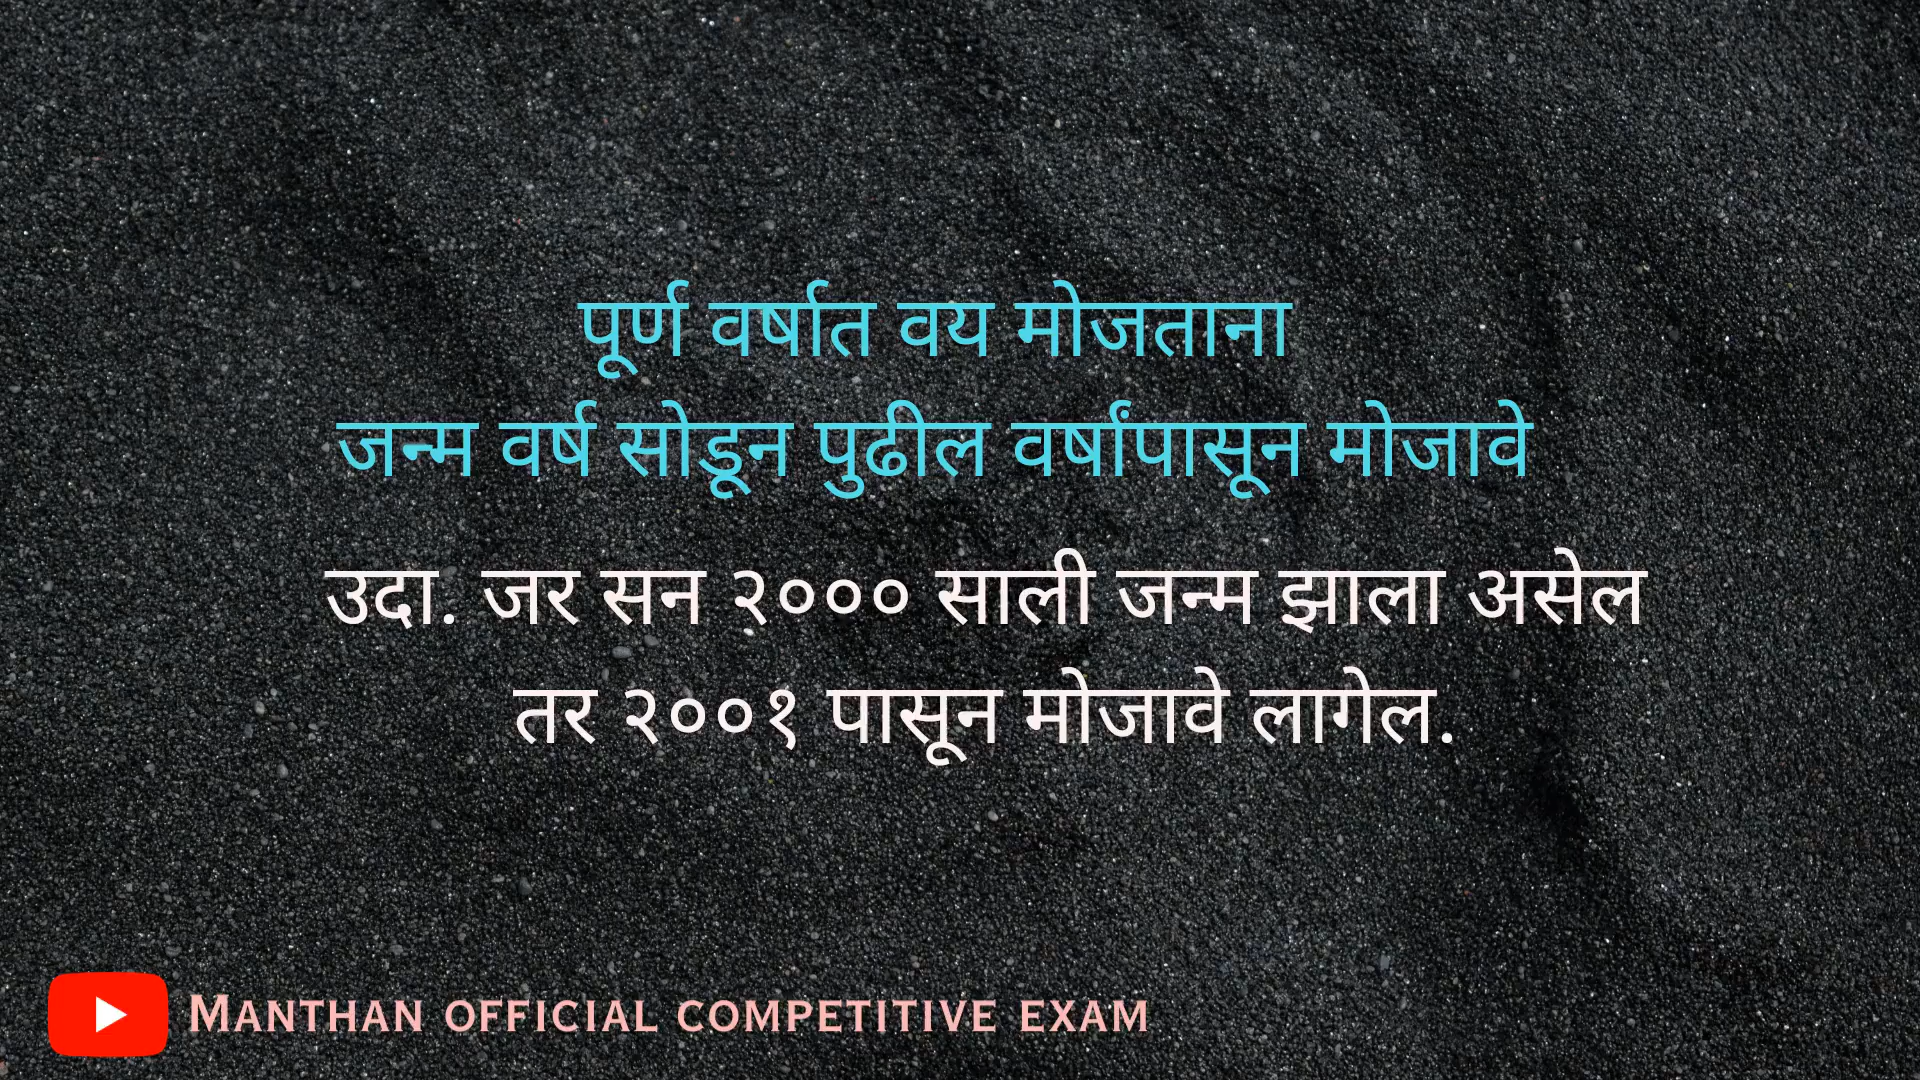 पूर्ण वर्षात वय मोजताना
जन्म वर्ष सोडून पुढील वर्षांपासून मोजावे
उदा. जर सन २००० साली जन्म झाला असेल
तर २००१ पासून मोजावे लागेल.
MANTHAN OFFICIAL COMPETITIVE EXAM